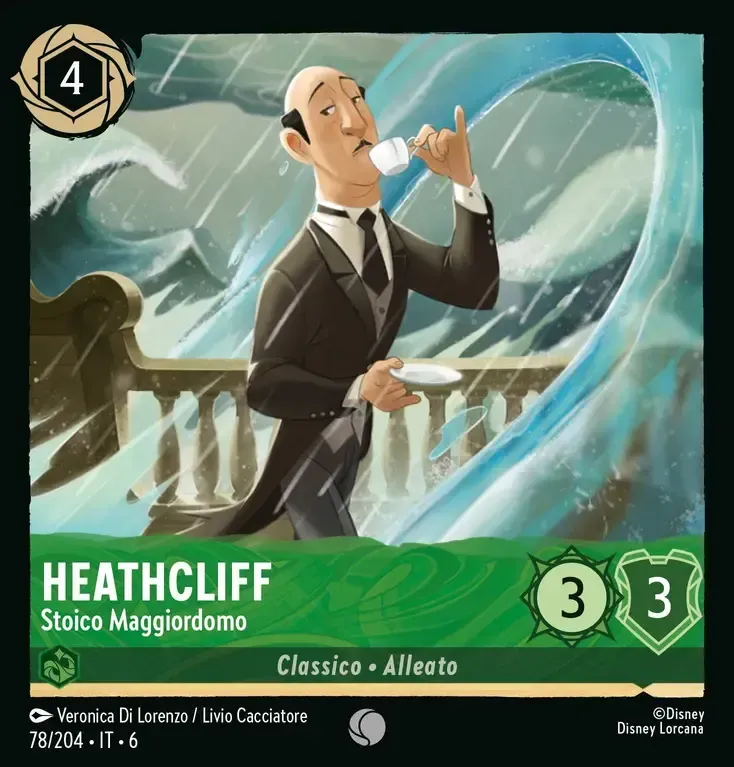 4
HEATHCLIFF
Stoico Maggiordomo
3
3
Classico • Alleato
Veronica Di Lorenzo / Livio Cacciatore
78/204 • IT • 6
©Disney
Disney Lorcana